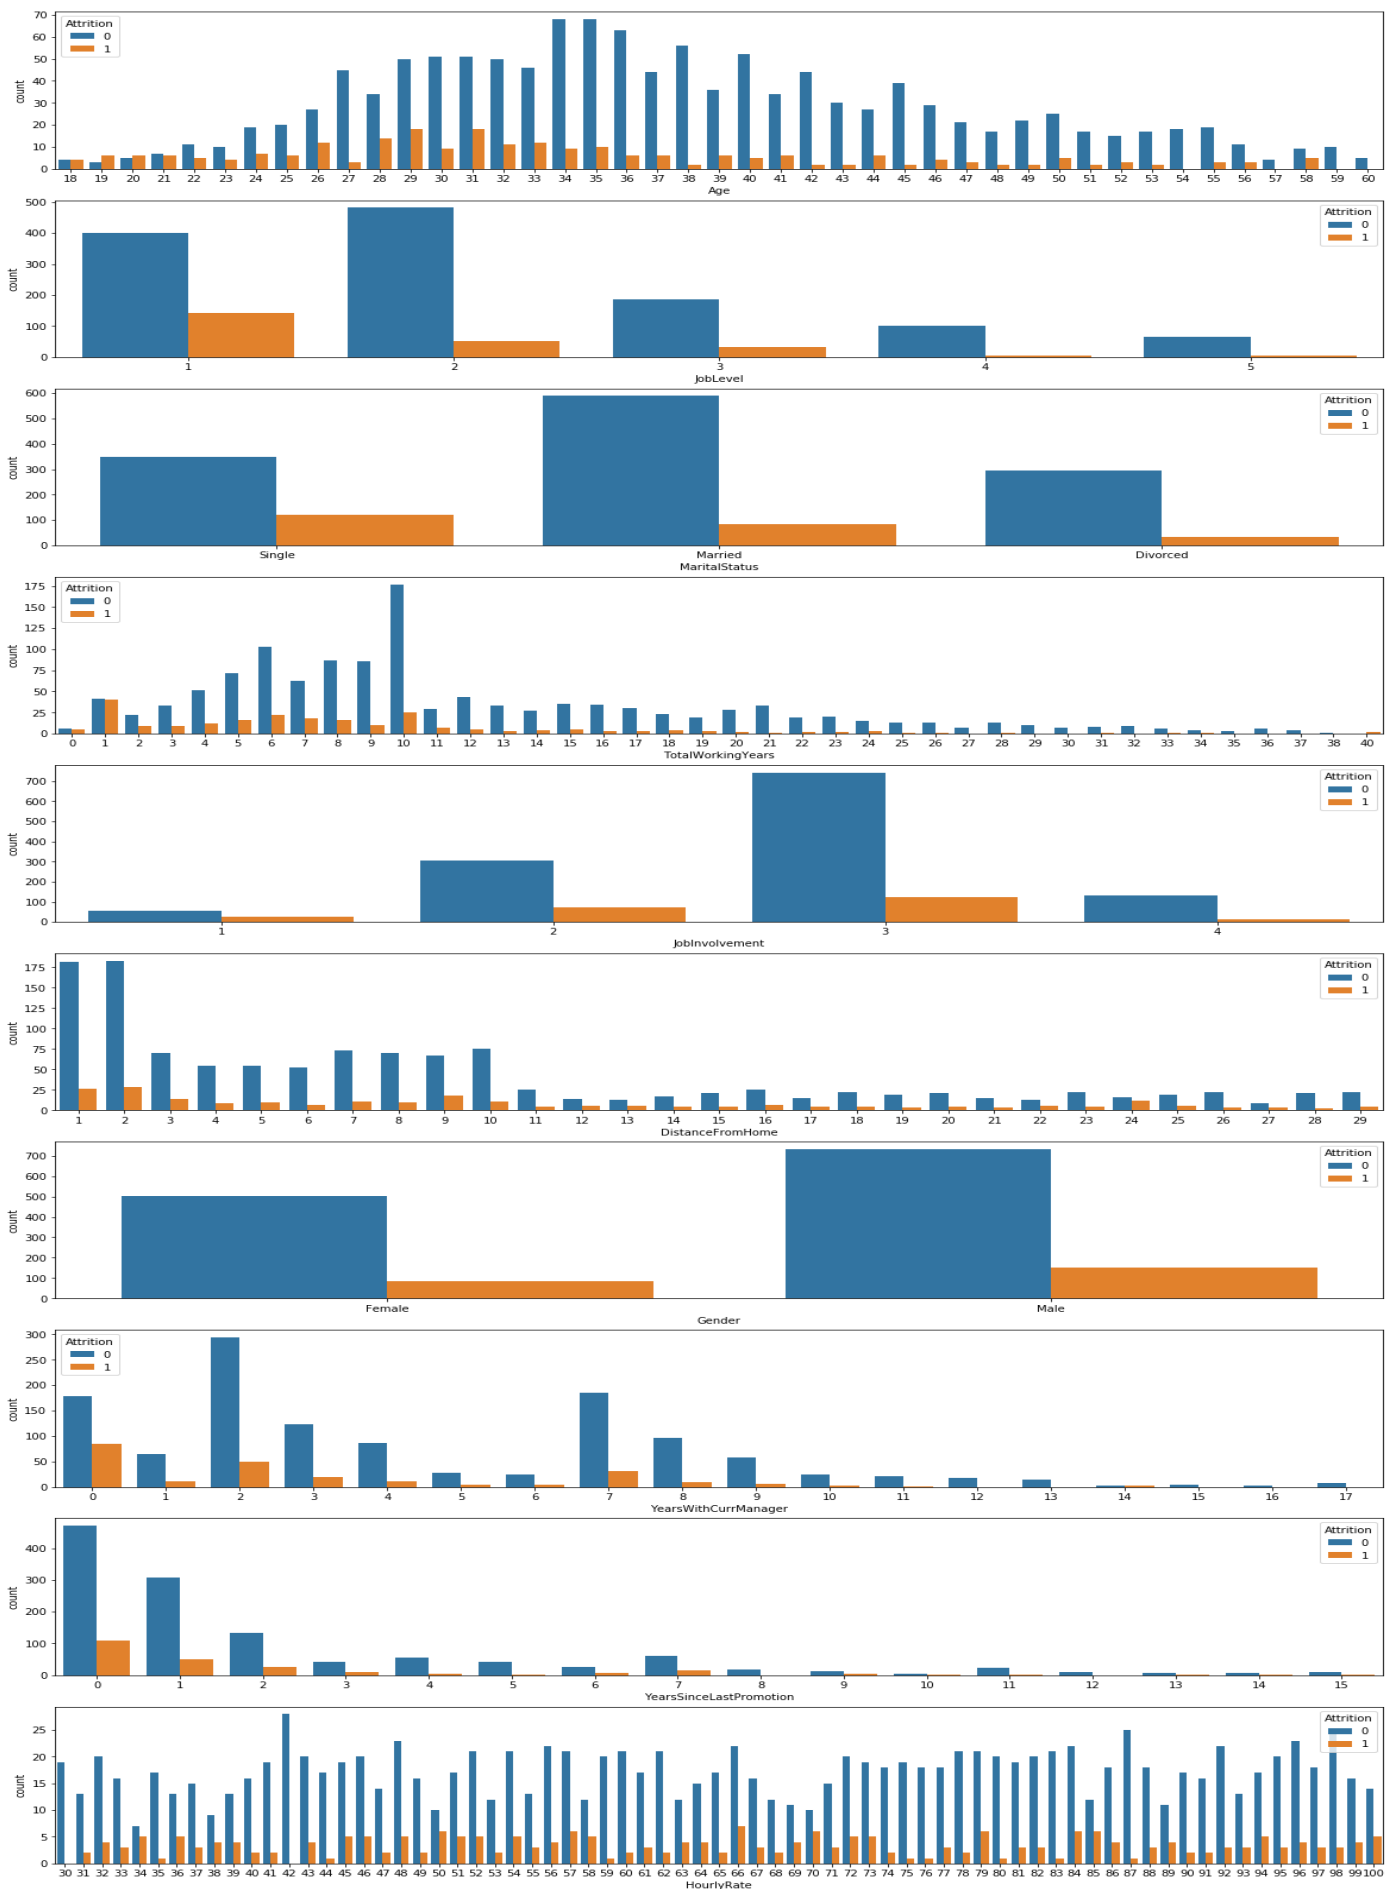 70
60
50
40
30
20
10
0
count
Attrition
0
1
18 19 20 21 22 23 24 25 26 27 28 29 30 31 32 33 34 35 36 37 38 39 40 41 42 43 44 45 46 47 48 49 50 51 52 53 54 55 56 57 58 59 60
Age
500
400
300
200
100
0
count
Attrition
0
1
1 2 3 4 5
JobLevel
600
500
400
300
200
100
0
count
Attrition
0
1
Single Married Divorced
MaritalStatus
175
150
125
100
75
50
25
0
count
Attrition
0
1
0 1 2 3 4 5 6 7 8 9 10 11 12 13 14 15 16 17 18 19 20 21 22 23 24 25 26 27 28 29 30 31 32 33 34 35 36 37 38 40
TotalWorkingYears
700
600
500
400
300
200
100
0
count
Attrition
0
1
1 2 3 4
JobInvolvement
175
150
125
100
75
50
25
0
count
Attrition
0
1
1 2 3 4 5 6 7 8 9 10 11 12 13 14 15 16 17 18 19 20 21 22 23 24 25 26 27 28 29
DistanceFromHome
700
600
500
400
300
200
100
0
count
Attrition
0
1
Female Male
Gender
300
250
200
150
100
50
0
count
Attrition
0
1
0 1 2 3 4 5 6 7 8 9 10 11 12 13 14 15 16 17
YearsWithCurrManager
400
300
200
100
0
count
Attrition
0
1
0 1 2 3 4 5 6 7 8 9 10 11 12 13 14 15
YearsSinceLastPromotion
25
20
15
10
5
0
count
Attrition
0
1
30 31 32 33 34 35 36 37 38 39 40 41 42 43 44 45 46 47 48 49 50 51 52 53 54 55 56 57 58 59 60 61 62 63 64 65 66 67 68 69 70 71 72 73 74 75 76 77 78 79 80 81 82 83 84 85 86 87 88 89 90 91 92 93 94 95 96 97 98 99 100
HourlyRate